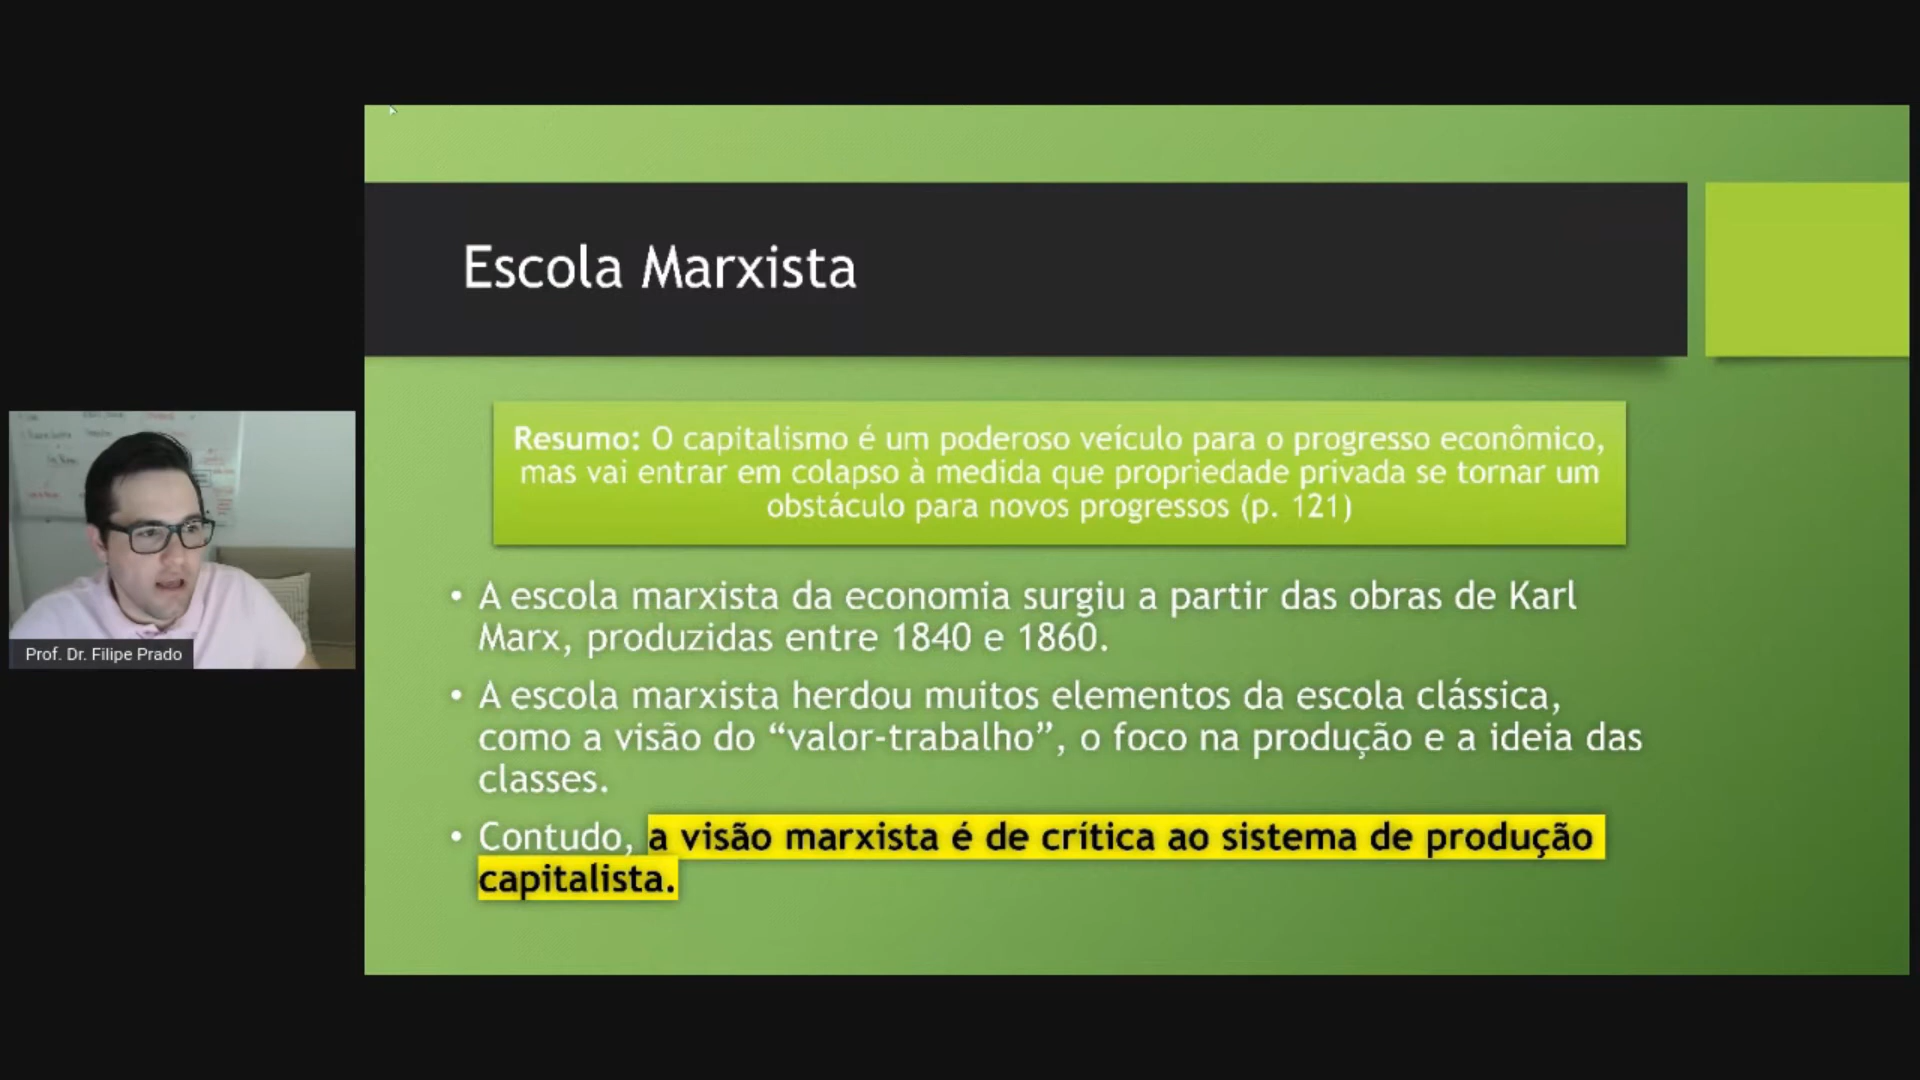 Escola Marxista
Resumo: O capitalismo é um poderoso veículo para o progresso econômico,
mas vai entrar em colapso à medida que propriedade privada se tornar um
obstáculo para novos progressos (p. 121)
• A escola marxista da economia surgiu a partir das obras de Karl
Marx, produzidas entre 1840 e 1860.
• A escola marxista herdou muitos elementos da escola clássica,
como a visão do “valor-trabalho”, o foco na produção e a ideia das
classes.
• Contudo, a visão marxista é de crítica ao sistema de produção
capitalista.
Prof. Dr. Filipe Prado